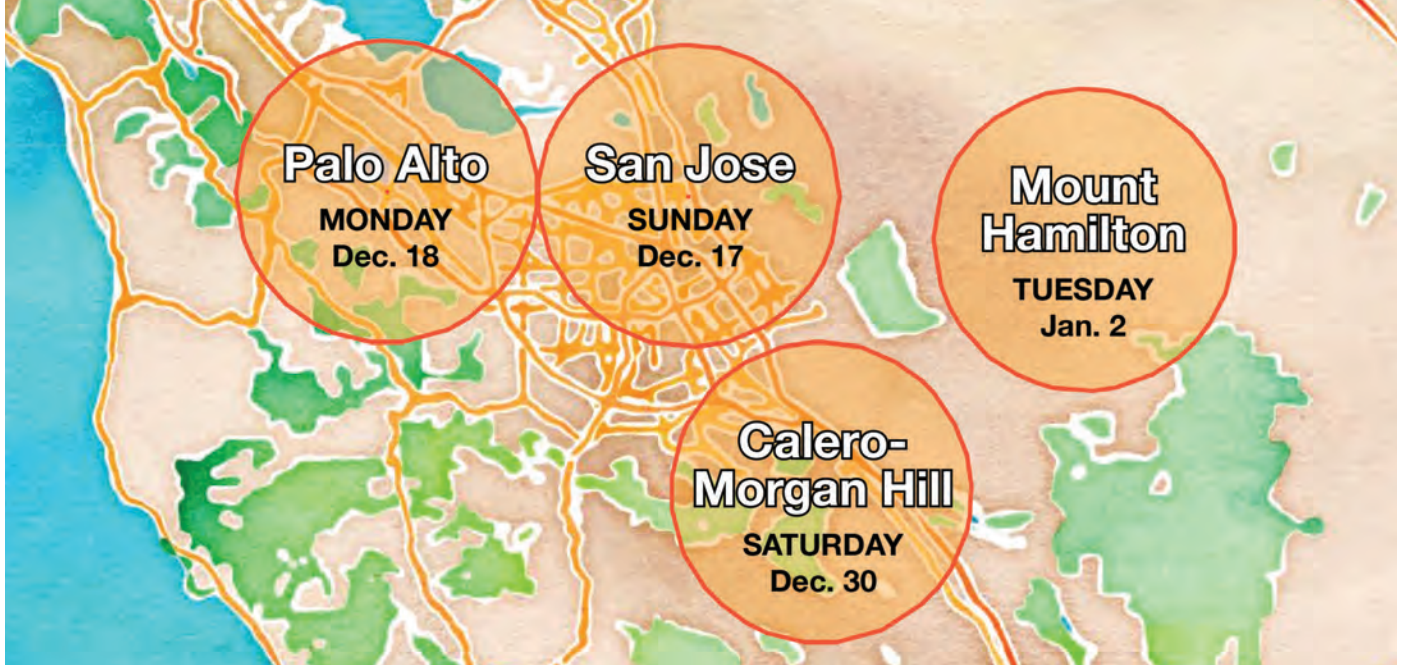 Palo Alto
MONDAY
Dec. 18
San Jose
SUNDAY
Dec. 17
Mount
Hamilton
TUESDAY
Jan. 2
Calero-
Morgan Hill
SATURDAY
Dec. 30